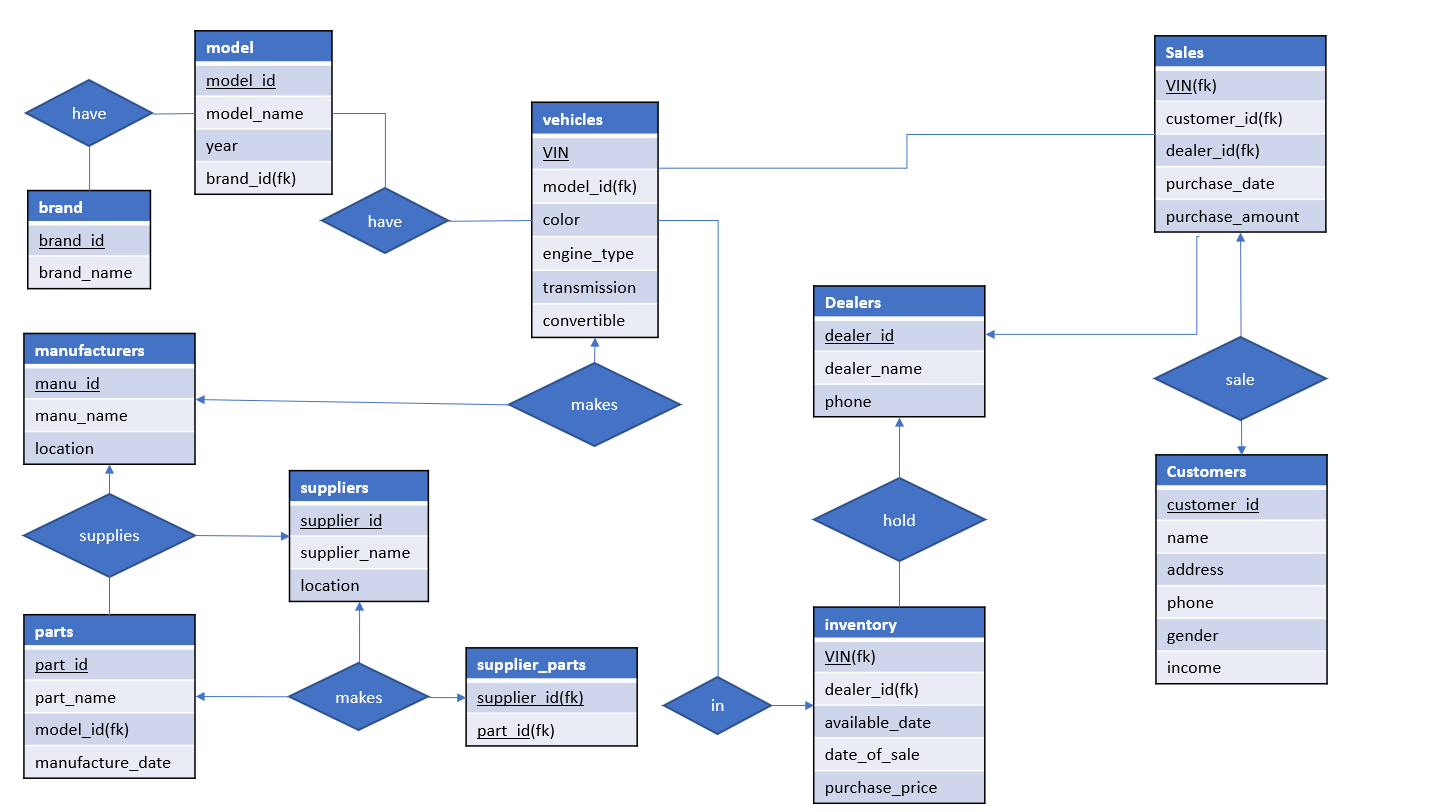 model
model_id
model_name
year
brand_id(fk)
have
brand
brand_id
brand_name
have
vehicles
VIN
model_id(fk)
color
engine_type
transmission
convertible
Sales
VIN(fk)
customer_id(fk)
dealer_id(fk)
purchase_date
purchase_amount
manufacturers
manu_id
manu_name
location
makes
Dealers
dealer_id
dealer_name
phone
sale
supplies
suppliers
supplier_id
supplier_name
location
hold
Customers
customer_id
name
address
phone
gender
income
parts
part_id
part_name
model_id(fk)
manufacture_date
makes
supplier_parts
supplier_id(fk)
part_id(fk)
in
inventory
VIN(fk)
dealer_id(fk)
available_date
date_of_sale
purchase_price